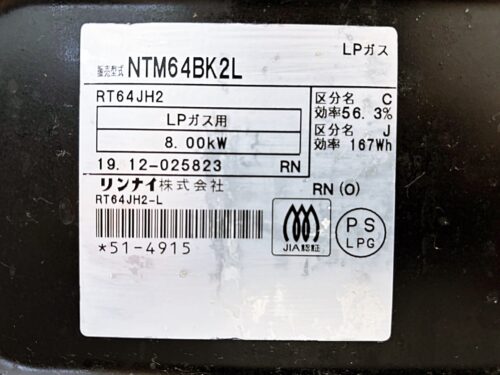 LPガス
販売型式 NTM64BK2L
RT64JH2
LPガス用
8.00kW
19.12-025823 RN
区分名 C
効率56.3%
区分名 J
効率 167Wh
リンナイ株式会社
RN(O)
RT64JH2-L
*51-4915
JIA認証
PS
LPG